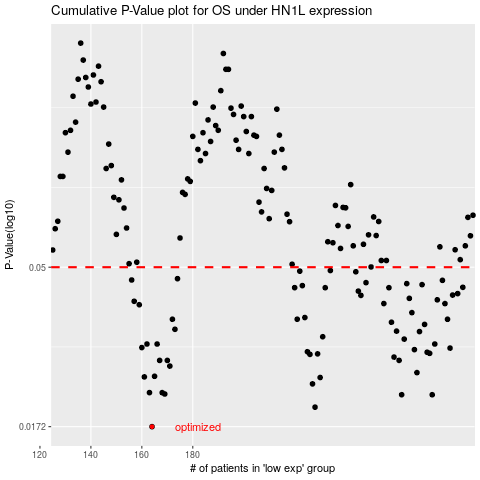 Cumulative P-Value plot for OS under HN1L expression
P-Value(log10)
0.05
0.0172
optimized
120 140 160 180
# of patients in 'low exp' group